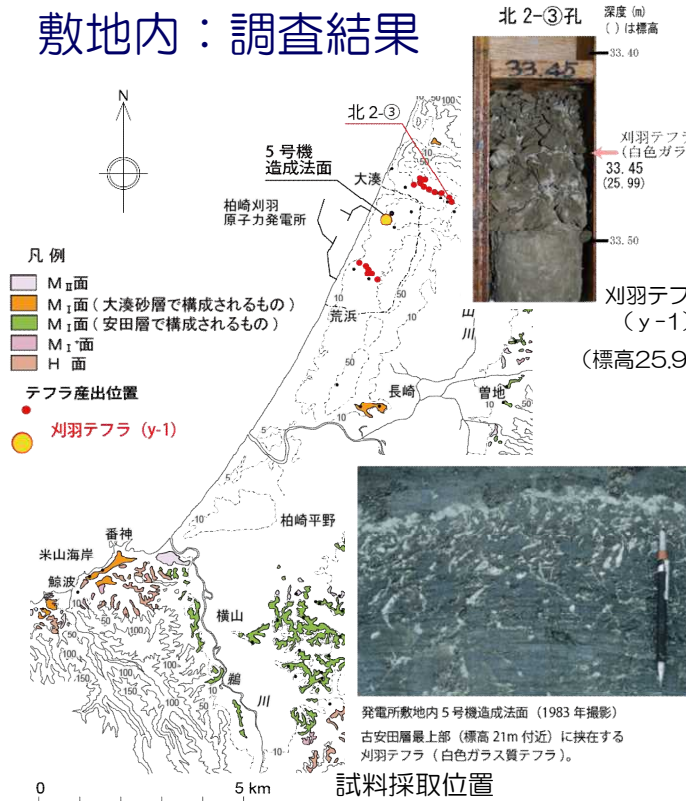 敷地内：調査結果
北 2-③孔
深度 (m)
( ) は標高
33.40
33.45
刈羽テフラ
(白色ガラ
33.45
(25.99)
33.50
刈羽テフ
（y-1）
（標高25.9
N
北 2-③
5 号機
造成法面
大湊
柏崎刈羽
原子力発電所
荒浜
山
川
長崎
曽地
凡 例
MⅡ面
MⅠ面 ( 大湊砂層で構成されるもの )
MⅠ面 ( 安田層で構成されるもの )
MⅠ⁺面
H 面
テフラ産出位置
刈羽テフラ (y-1)
柏崎平野
番神
米山海岸
鯨波
横山
鵜
川
10
50
100
150
0
5 km
発電所敷地内 5 号機造成法面（1983 年撮影）
古安田層最上部（標高 21m 付近）に挟在する
刈羽テフラ ( 白色ガラス質テフラ )。
試料採取位置